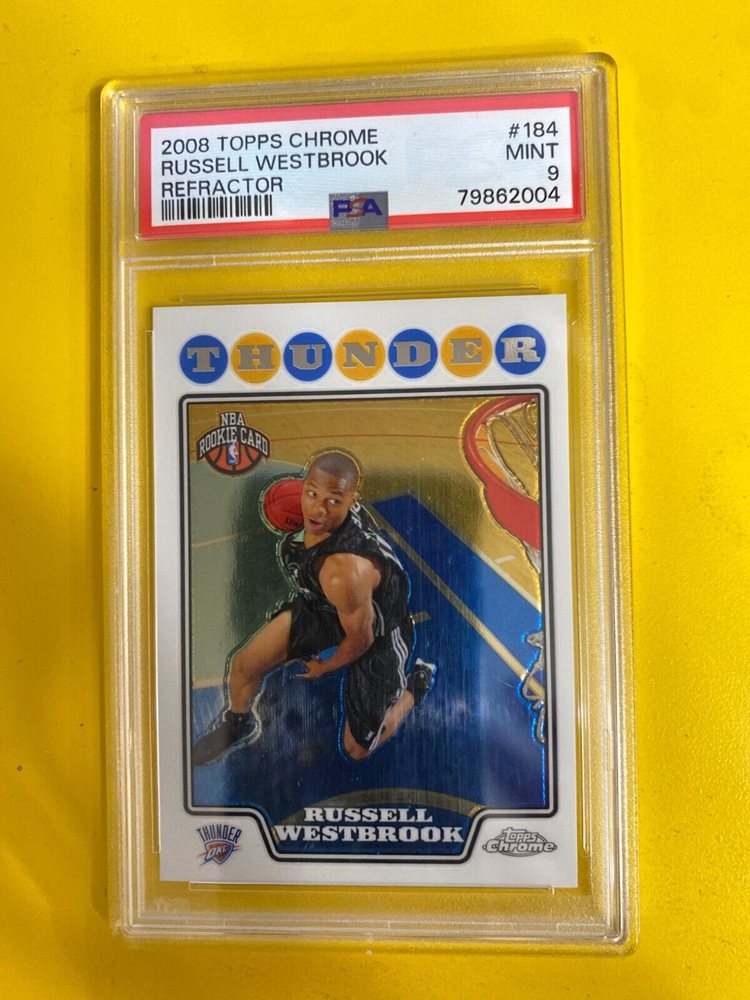 2008 TOPPS CHROME #184
RUSSELL WESTBROOK MINT
REFRACTOR 9
PSA 79862004
THUNDER
NBA
ROOKIE CARD
RUSSELL
WESTBROOK
THUNDER
OKC
Topps
Chrome